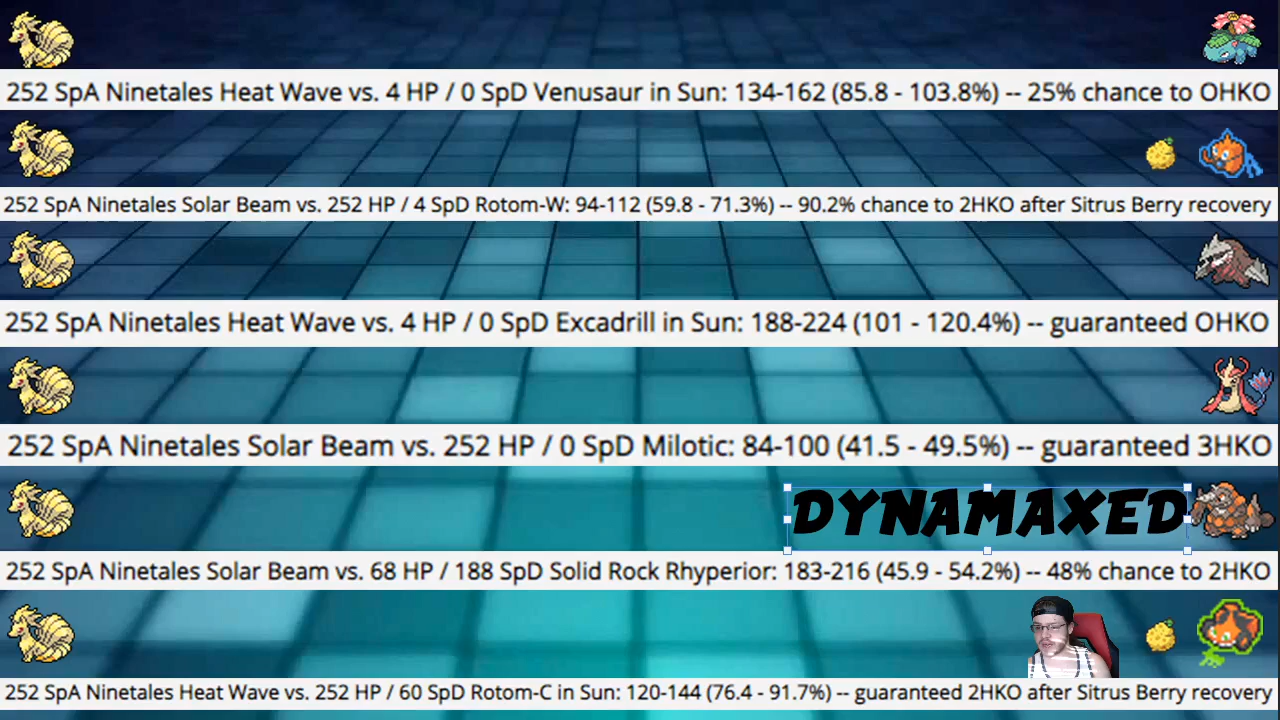 252 SpA Ninetales Heat Wave vs. 4 HP / 0 SpD Venusaur in Sun: 134-162 (85.8 - 103.8%) -- 25% chance to OHKO
252 SpA Ninetales Solar Beam vs. 252 HP / 4 SpD Rotom-W: 94-112 (59.8 - 71.3%) -- 90.2% chance to 2HKO after Sitrus Berry recovery
252 SpA Ninetales Heat Wave vs. 4 HP / 0 SpD Excadrill in Sun: 188-224 (101 - 120.4%) -- guaranteed OHKO
252 SpA Ninetales Solar Beam vs. 252 HP / 0 SpD Milotic: 84-100 (41.5 - 49.5%) -- guaranteed 3HKO
DYNAMAXED
252 SpA Ninetales Solar Beam vs. 68 HP / 188 SpD Solid Rock Rhyperior: 183-216 (45.9 - 54.2%) -- 48% chance to 2HKO
252 SpA Ninetales Heat Wave vs. 252 HP / 60 SpD Rotom-C in Sun: 120-144 (76.4 - 91.7%) -- guaranteed 2HKO after Sitrus Berry recovery